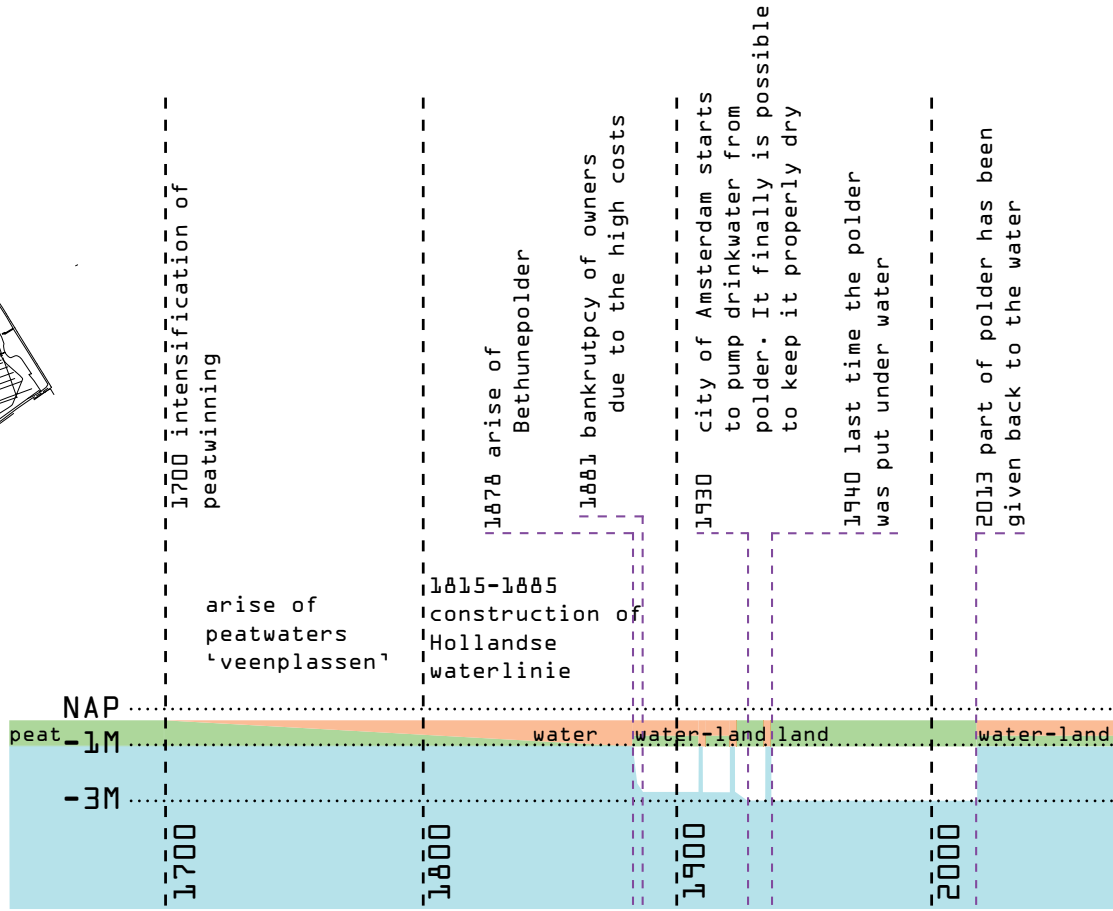 1700 intensification of
peatwinning
1878 arise of
Bethunepolder
1881 bankrutpcy of owners
due to the high costs
1930
city of Amsterdam starts
to pump drinkwater from
polder. It finally is possible
to keep it properly dry
1940 last time the polder
was put under water
2013 part of polder has been
given back to the water
arise of
peatwaters
'veenplassen'
1815-1885
construction of
Hollandse
waterlinie
NAP
peat
-1M
water
water-land
land
water-land
-3M
1700
1800
1900
2000